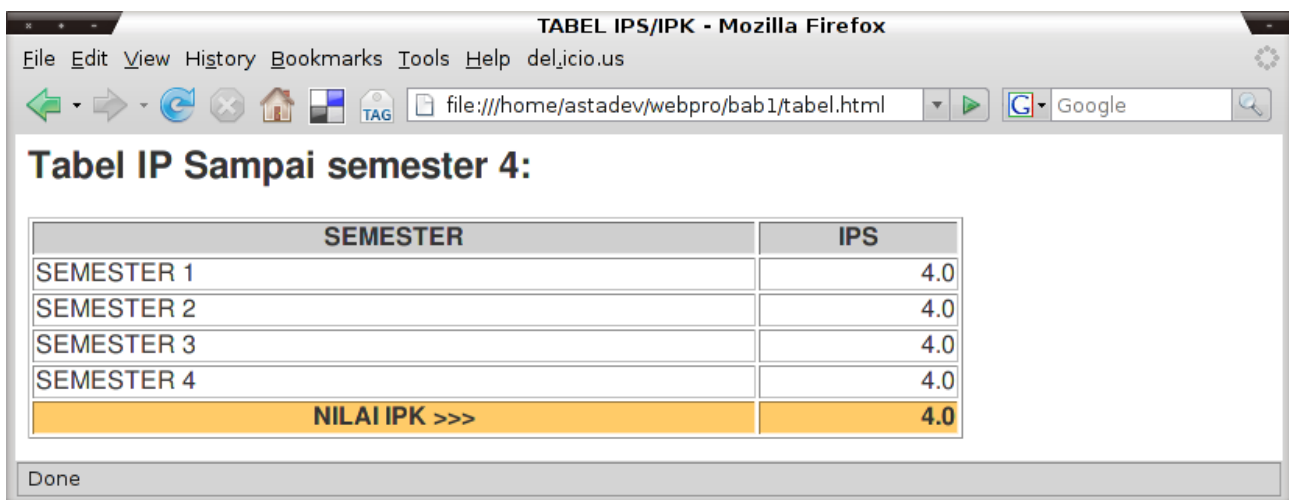 TABEL IPS/IPK - Mozilla Firefox
File Edit View History Bookmarks Tools Help del.icio.us
TAG file:///home/astadev/webpro/bab1/tabel.html G Google
Tabel IP Sampai semester 4:
SEMESTER IPS
SEMESTER 1 4.0
SEMESTER 2 4.0
SEMESTER 3 4.0
SEMESTER 4 4.0
NILAI IPK >>> 4.0
Done